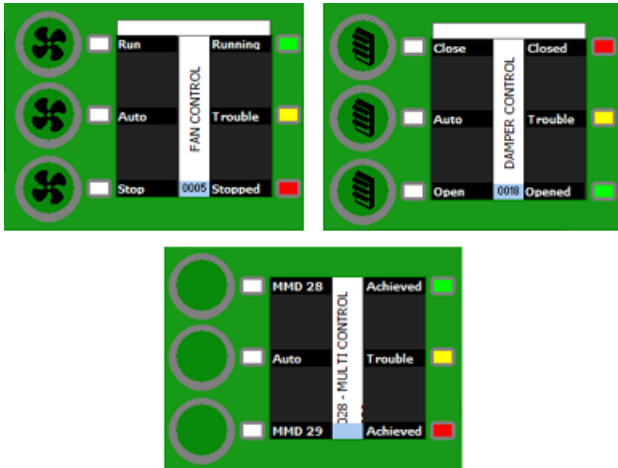 Run Running
FAN CONTROL
Auto Trouble
Stop 0005 Stopped
Close Closed
DAMPER CONTROL
Auto Trouble
Open 0018 Opened
MMD 28 Achieved
028 - MULTI CONTROL
Auto Trouble
MMD 29 Achieved